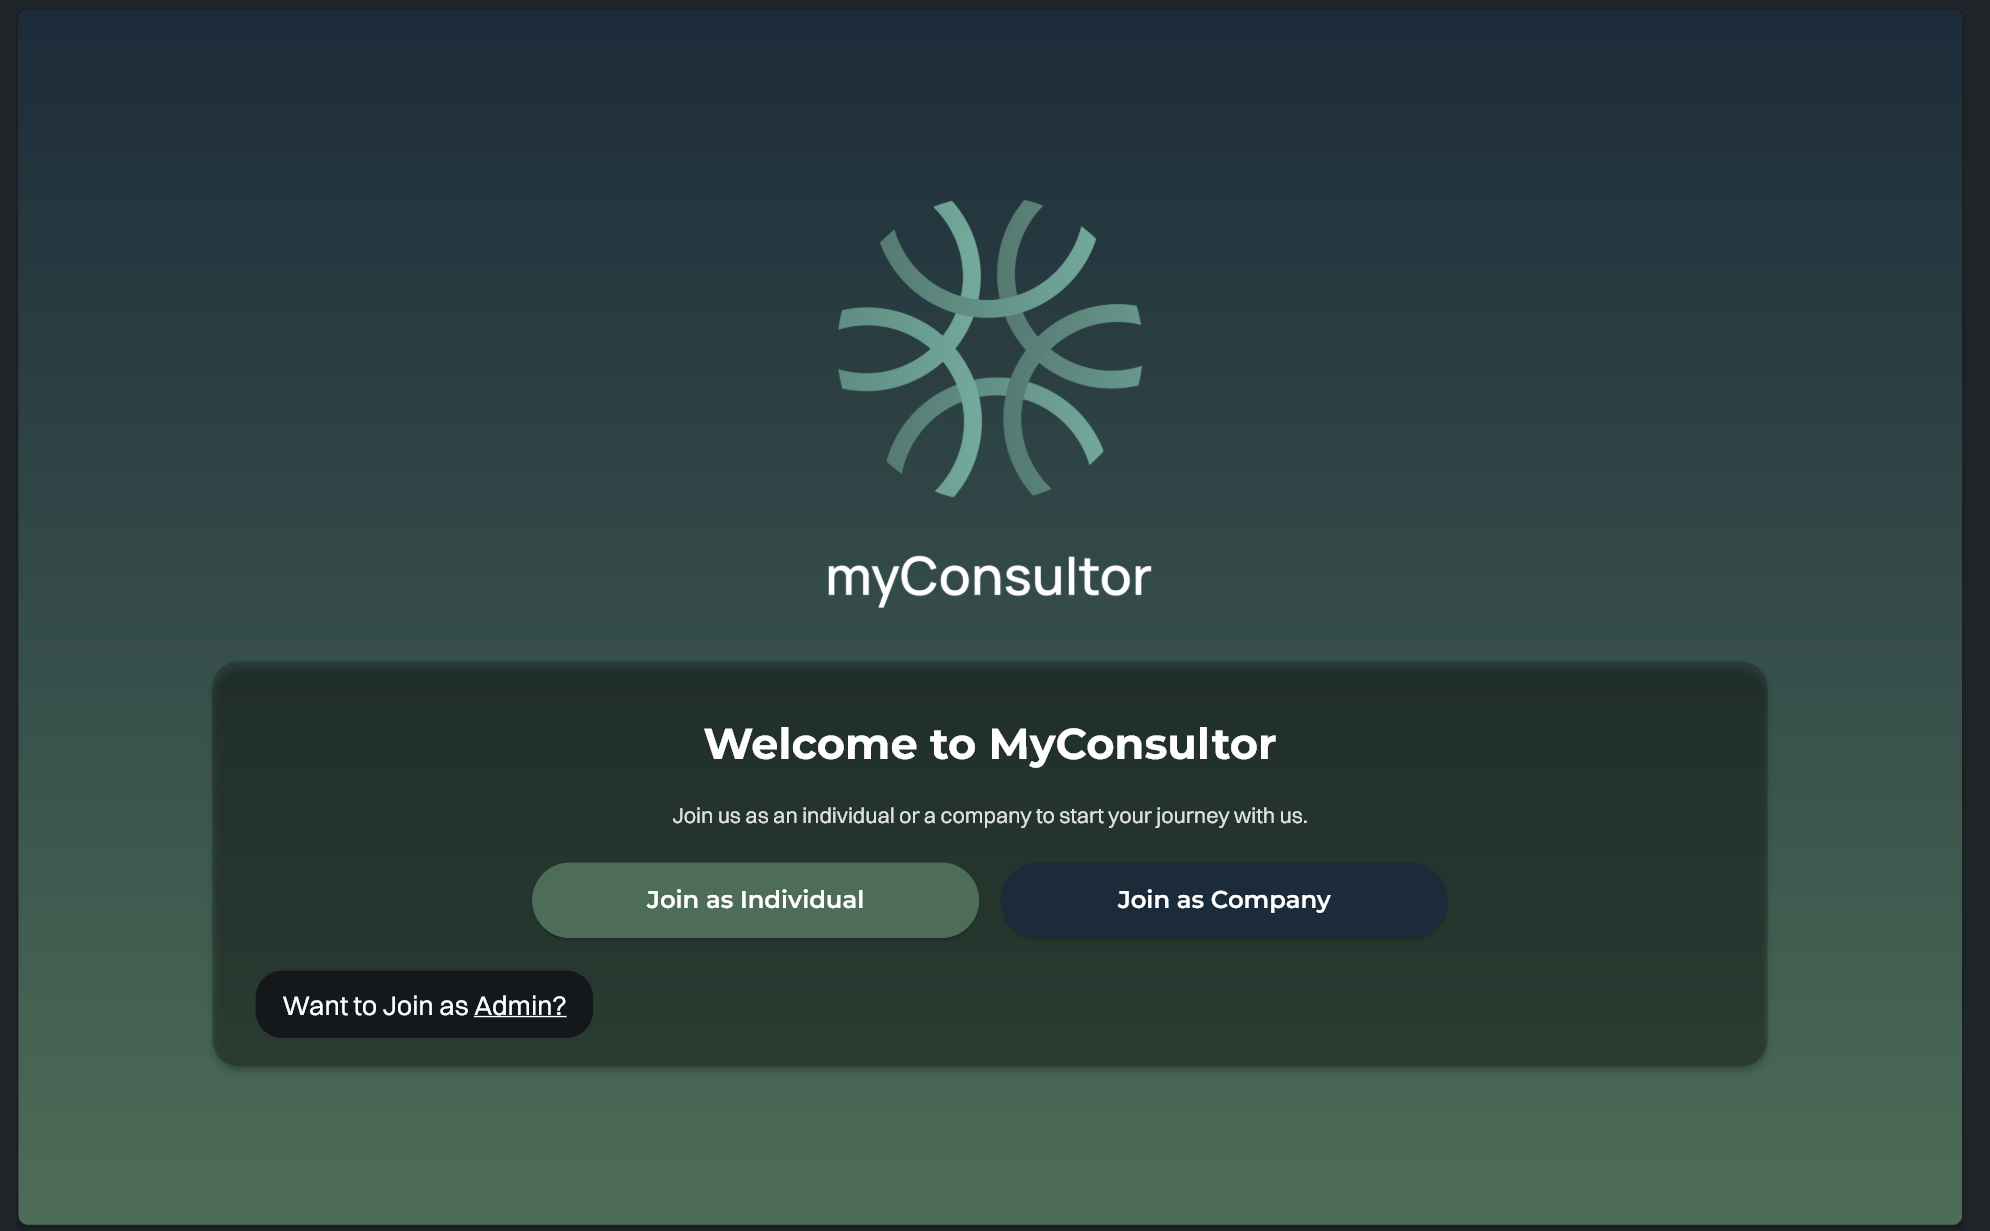 myConsultor
Welcome to MyConsultor
Join us as an individual or a company to start your journey with us.
Join as Individual
Join as Company
Want to Join as Admin?